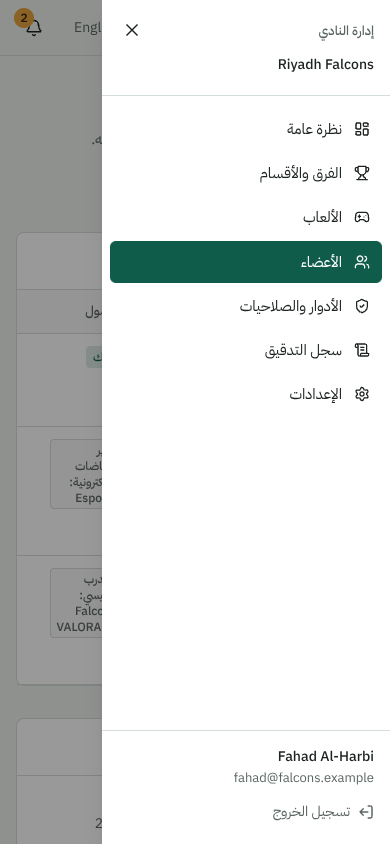 إدارة النادي
Riyadh Falcons
نظرة عامة
الفرق والأقسام
الألعاب
الأعضاء
الأدوار والصلاحيات
سجل التدقيق
الإعدادات
Fahad Al-Harbi
fahad@falcons.example
تسجيل الخروج
2